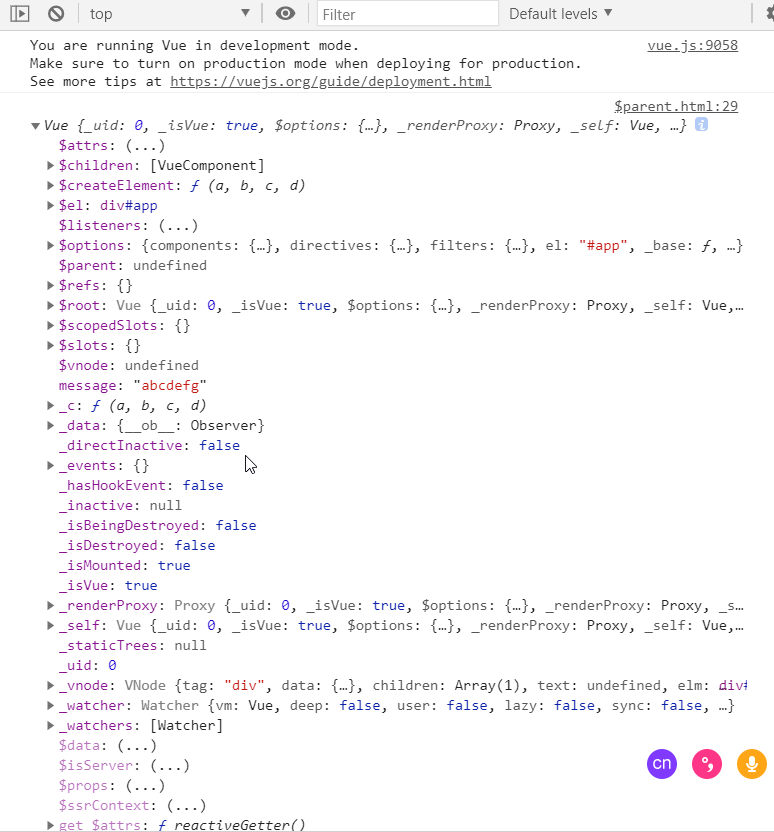 top
Filter
Default levels
You are running Vue in development mode. vue.js:9058
Make sure to turn on production mode when deploying for production.
See more tips at https://vuejs.org/guide/deployment.html
$parent.html:29
Vue {_uid: 0, _isVue: true, $options: {…}, _renderProxy: Proxy, _self: Vue, …} i
$attrs: (...)
$children: [VueComponent]
$createElement: ƒ (a, b, c, d)
$el: div#app
$listeners: (...)
$options: {components: {…}, directives: {…}, filters: {…}, el: "#app", _base: ƒ, …}
$parent: undefined
$refs: {}
$root: Vue {_uid: 0, _isVue: true, $options: {…}, _renderProxy: Proxy, _self: Vue,…
$scopedSlots: {}
$slots: {}
$vnode: undefined
message: "abcdefg"
_c: ƒ (a, b, c, d)
_data: {__ob__: Observer}
_directInactive: false
_events: {}
_hasHookEvent: false
_inactive: null
_isBeingDestroyed: false
_isDestroyed: false
_isMounted: true
_isVue: true
_renderProxy: Proxy {_uid: 0, _isVue: true, $options: {…}, _renderProxy: Proxy, _s…
_self: Vue {_uid: 0, _isVue: true, $options: {…}, _renderProxy: Proxy, _self: Vue,…
_staticTrees: null
_uid: 0
_vnode: VNode {tag: "div", data: {…}, children: Array(1), text: undefined, elm: div#
_watcher: Watcher {vm: Vue, deep: false, user: false, lazy: false, sync: false, …}
_watchers: [Watcher]
$data: (...)
$isServer: (...)
$props: (...)
$ssrContext: (...)
get $attrs: ƒ reactiveGetter()
cn